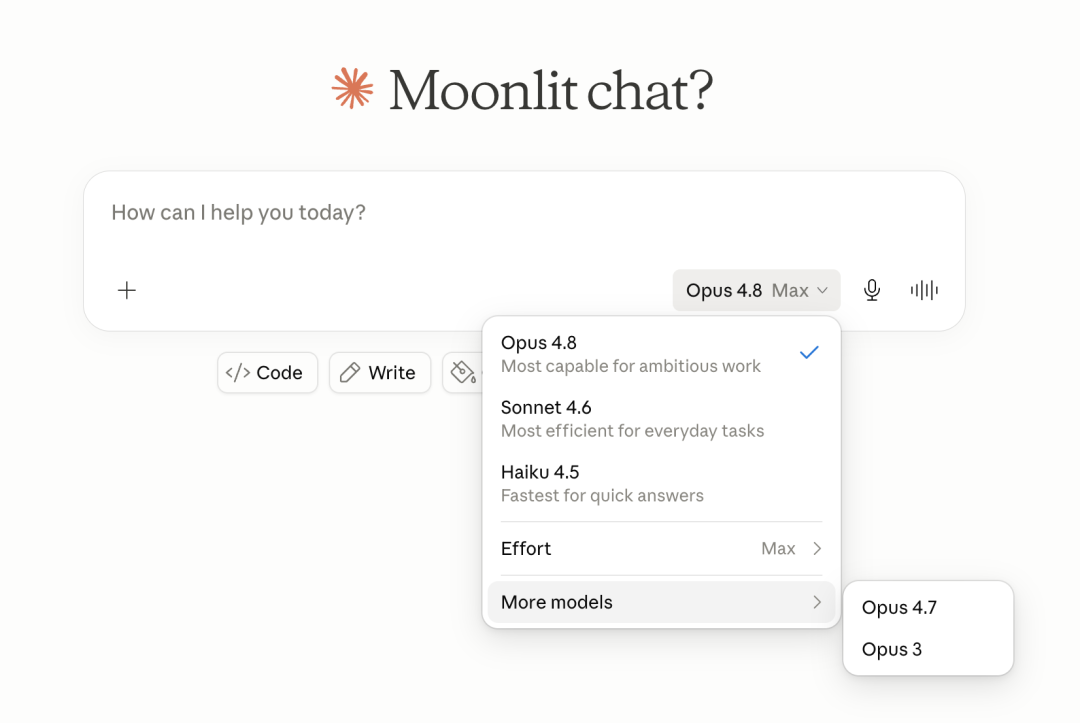 Moonlit chat?
How can I help you today?
Opus 4.8 Max
Opus 4.8
Most capable for ambitious work
</> Code
Write
Sonnet 4.6
Most efficient for everyday tasks
Haiku 4.5
Fastest for quick answers
Effort Max
More models
Opus 4.7
Opus 3